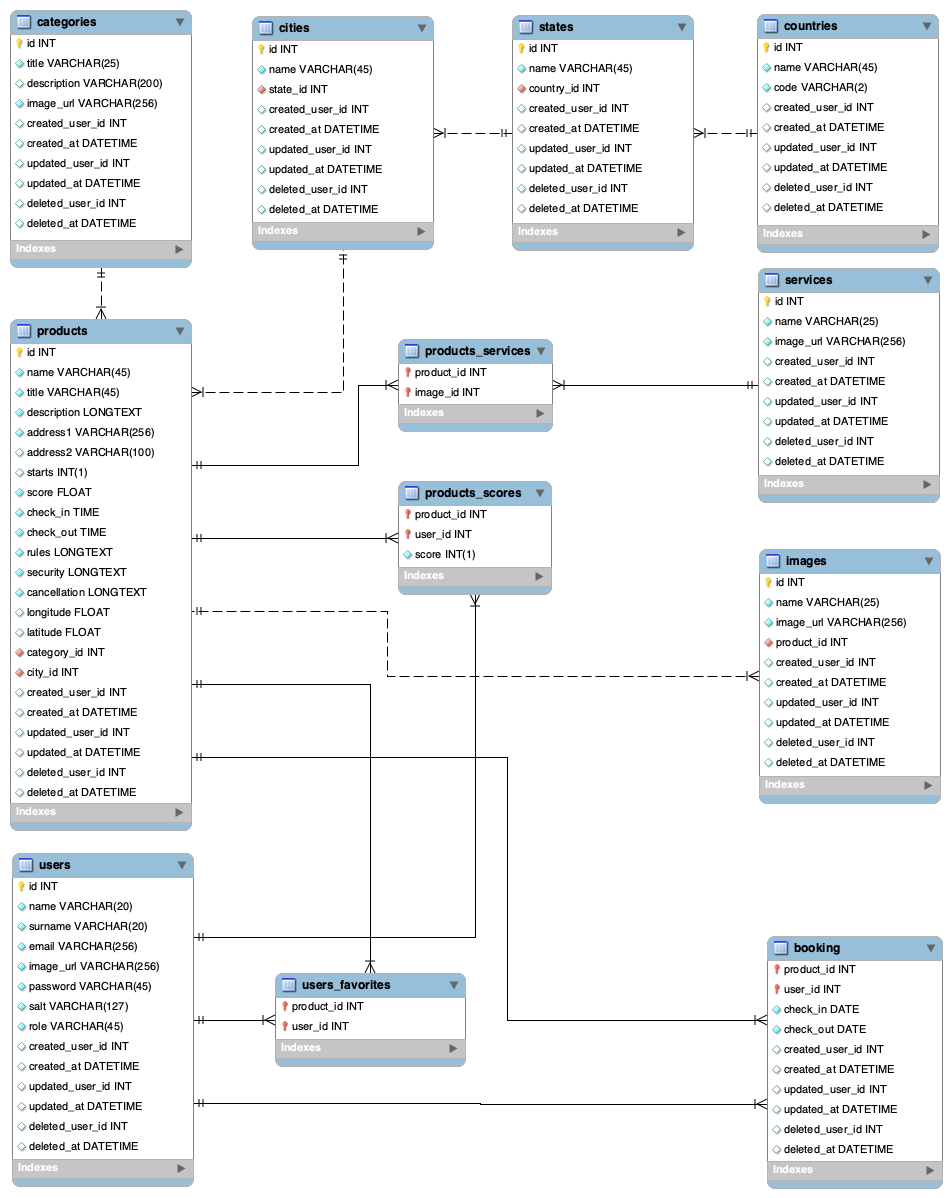 categories
id INT
title VARCHAR(25)
description VARCHAR(200)
image_url VARCHAR(256)
created_user_id INT
created_at DATETIME
updated_user_id INT
updated_at DATETIME
deleted_user_id INT
deleted_at DATETIME
Indexes
cities
id INT
name VARCHAR(45)
state_id INT
created_user_id INT
created_at DATETIME
updated_user_id INT
updated_at DATETIME
deleted_user_id INT
deleted_at DATETIME
Indexes
states
id INT
name VARCHAR(45)
country_id INT
created_user_id INT
created_at DATETIME
updated_user_id INT
updated_at DATETIME
deleted_user_id INT
deleted_at DATETIME
Indexes
countries
id INT
name VARCHAR(45)
code VARCHAR(2)
created_user_id INT
created_at DATETIME
updated_user_id INT
updated_at DATETIME
deleted_user_id INT
deleted_at DATETIME
Indexes
products
id INT
name VARCHAR(45)
title VARCHAR(45)
description LONGTEXT
address1 VARCHAR(256)
address2 VARCHAR(100)
starts INT(1)
score FLOAT
check_in TIME
check_out TIME
rules LONGTEXT
security LONGTEXT
cancellation LONGTEXT
longitude FLOAT
latitude FLOAT
category_id INT
city_id INT
created_user_id INT
created_at DATETIME
updated_user_id INT
updated_at DATETIME
deleted_user_id INT
deleted_at DATETIME
Indexes
products_services
product_id INT
image_id INT
Indexes
services
id INT
name VARCHAR(25)
image_url VARCHAR(256)
created_user_id INT
created_at DATETIME
updated_user_id INT
updated_at DATETIME
deleted_user_id INT
deleted_at DATETIME
Indexes
products_scores
product_id INT
user_id INT
score INT(1)
Indexes
images
id INT
name VARCHAR(25)
image_url VARCHAR(256)
product_id INT
created_user_id INT
created_at DATETIME
updated_user_id INT
updated_at DATETIME
deleted_user_id INT
deleted_at DATETIME
Indexes
users
id INT
name VARCHAR(20)
surname VARCHAR(20)
email VARCHAR(256)
image_url VARCHAR(256)
password VARCHAR(45)
salt VARCHAR(127)
role VARCHAR(45)
created_user_id INT
created_at DATETIME
updated_user_id INT
updated_at DATETIME
deleted_user_id INT
deleted_at DATETIME
Indexes
users_favorites
product_id INT
user_id INT
Indexes
booking
product_id INT
user_id INT
check_in DATE
check_out DATE
created_user_id INT
created_at DATETIME
updated_user_id INT
updated_at DATETIME
deleted_user_id INT
deleted_at DATETIME
Indexes